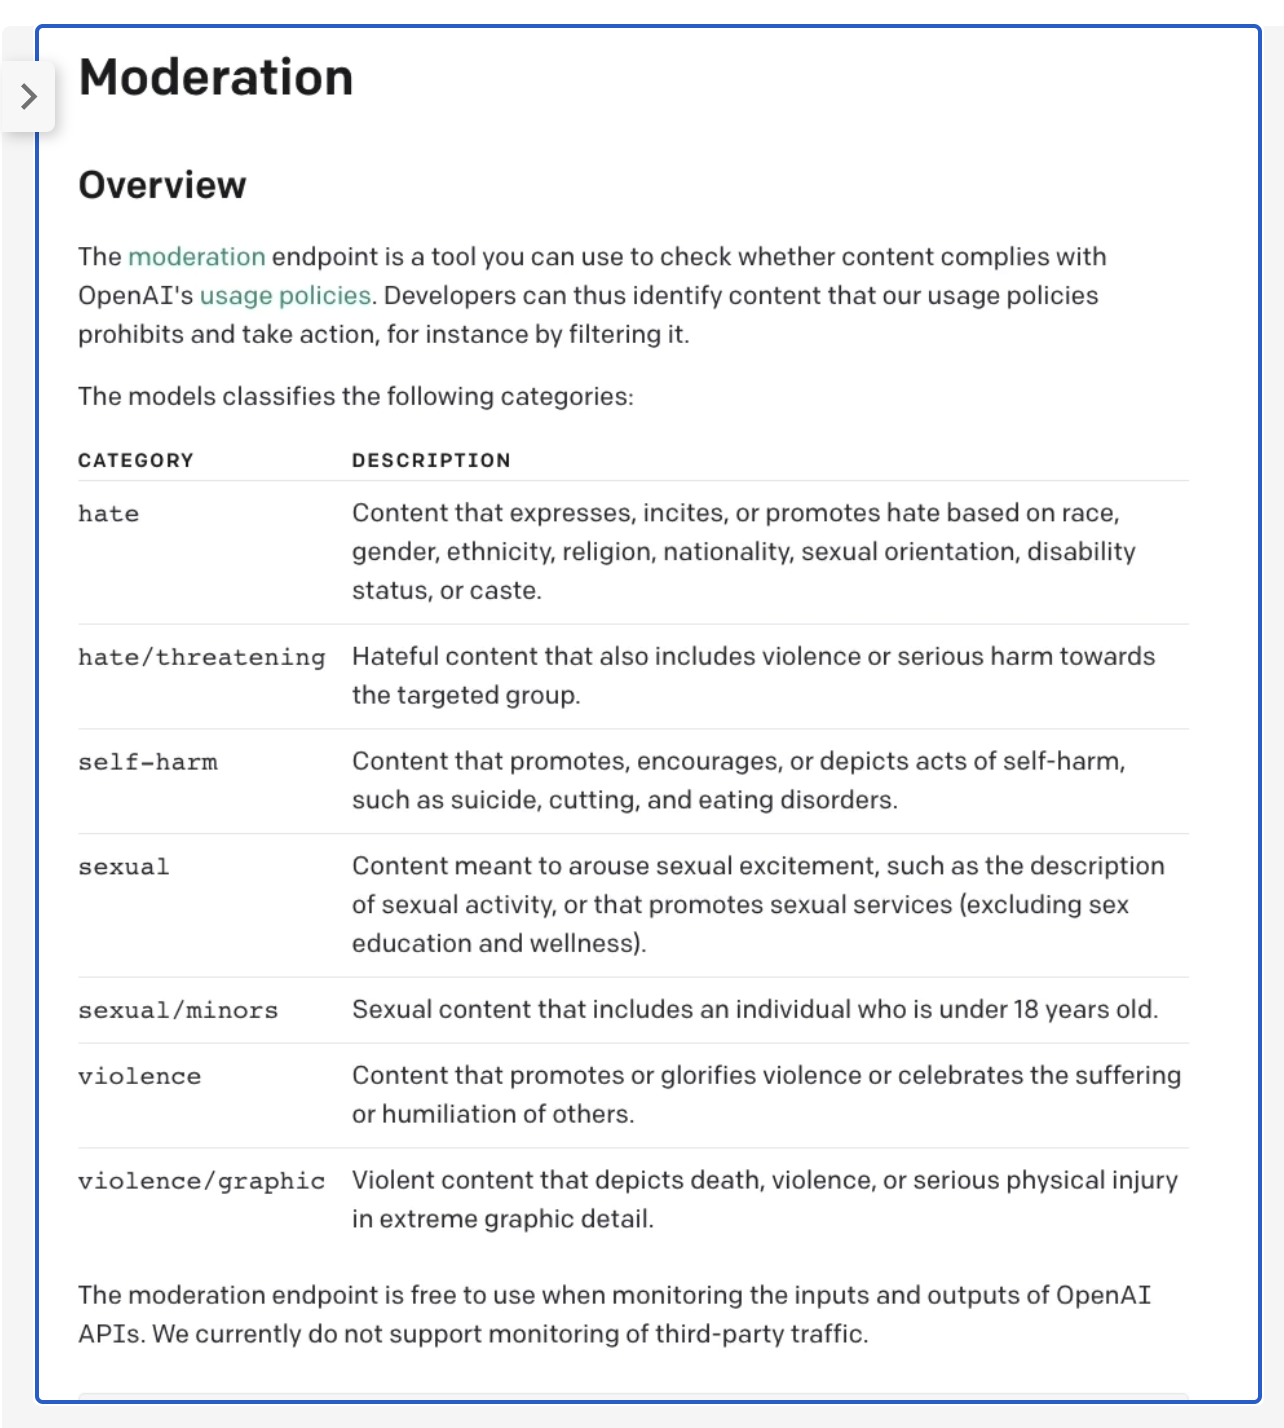 Moderation
Overview
The moderation endpoint is a tool you can use to check whether content complies with
OpenAI's usage policies. Developers can thus identify content that our usage policies
prohibits and take action, for instance by filtering it.
The models classifies the following categories:
CATEGORY DESCRIPTION
hate Content that expresses, incites, or promotes hate based on race,
gender, ethnicity, religion, nationality, sexual orientation, disability
status, or caste.
hate/threatening Hateful content that also includes violence or serious harm towards
the targeted group.
self-harm Content that promotes, encourages, or depicts acts of self-harm,
such as suicide, cutting, and eating disorders.
sexual Content meant to arouse sexual excitement, such as the description
of sexual activity, or that promotes sexual services (excluding sex
education and wellness).
sexual/minors Sexual content that includes an individual who is under 18 years old.
violence Content that promotes or glorifies violence or celebrates the suffering
or humiliation of others.
violence/graphic Violent content that depicts death, violence, or serious physical injury
in extreme graphic detail.
The moderation endpoint is free to use when monitoring the inputs and outputs of OpenAI
APIs. We currently do not support monitoring of third-party traffic.